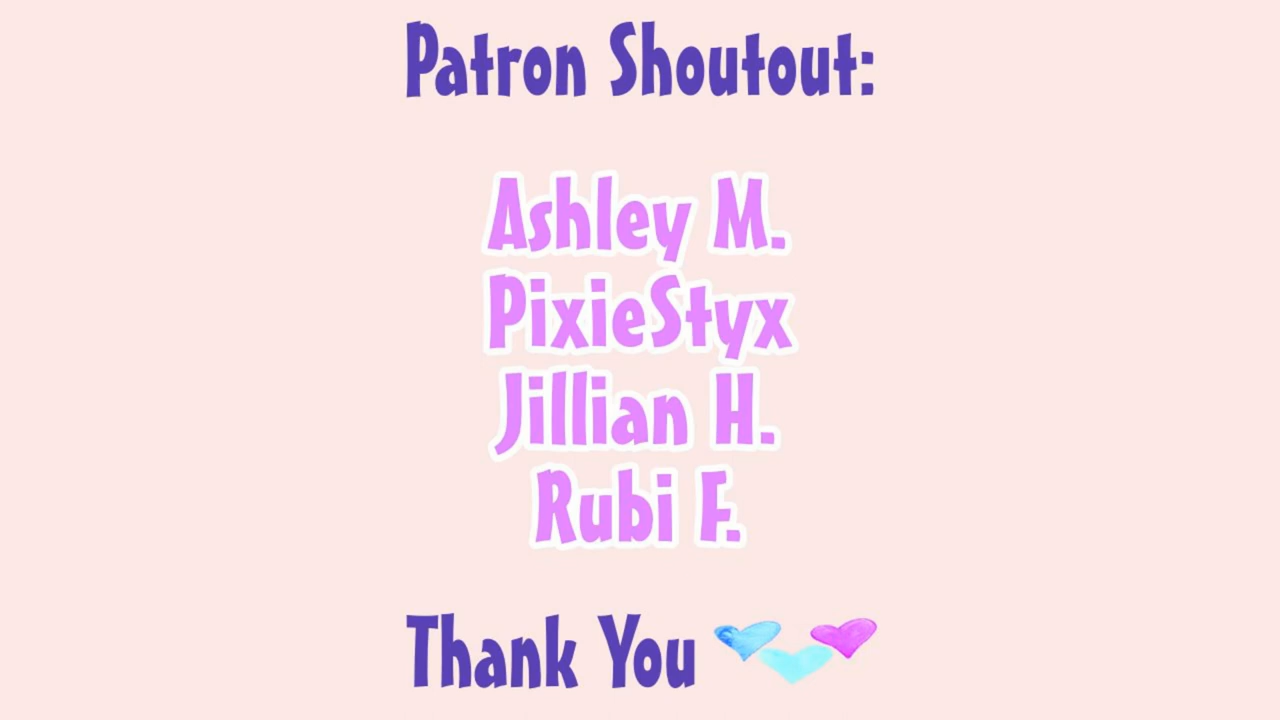 Patron Shoutout:
Ashley M.
PixieStyx
Jillian H.
Rubi F.
Thank You